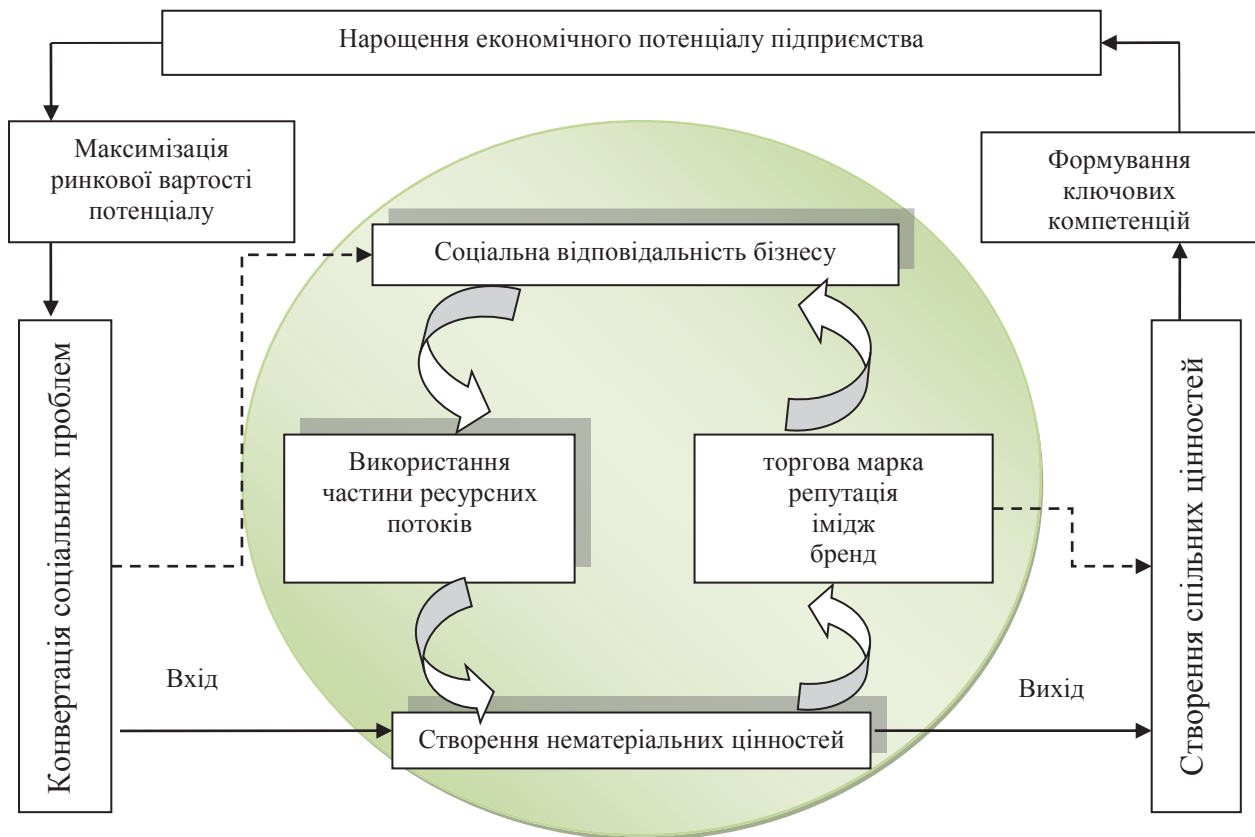 Нарощення економічного потенціалу підприємства
Максимізація
ринкової вартості
потенціалу
Формування
ключових
компетенцій
Соціальна відповідальність бізнесу
Конвертація соціальних проблем
Використання
частини ресурсних
потоків
торгова марка
репутація
імідж
бренд
Створення спільних цінностей
Вхід
Вихід
Створення нематеріальних цінностей